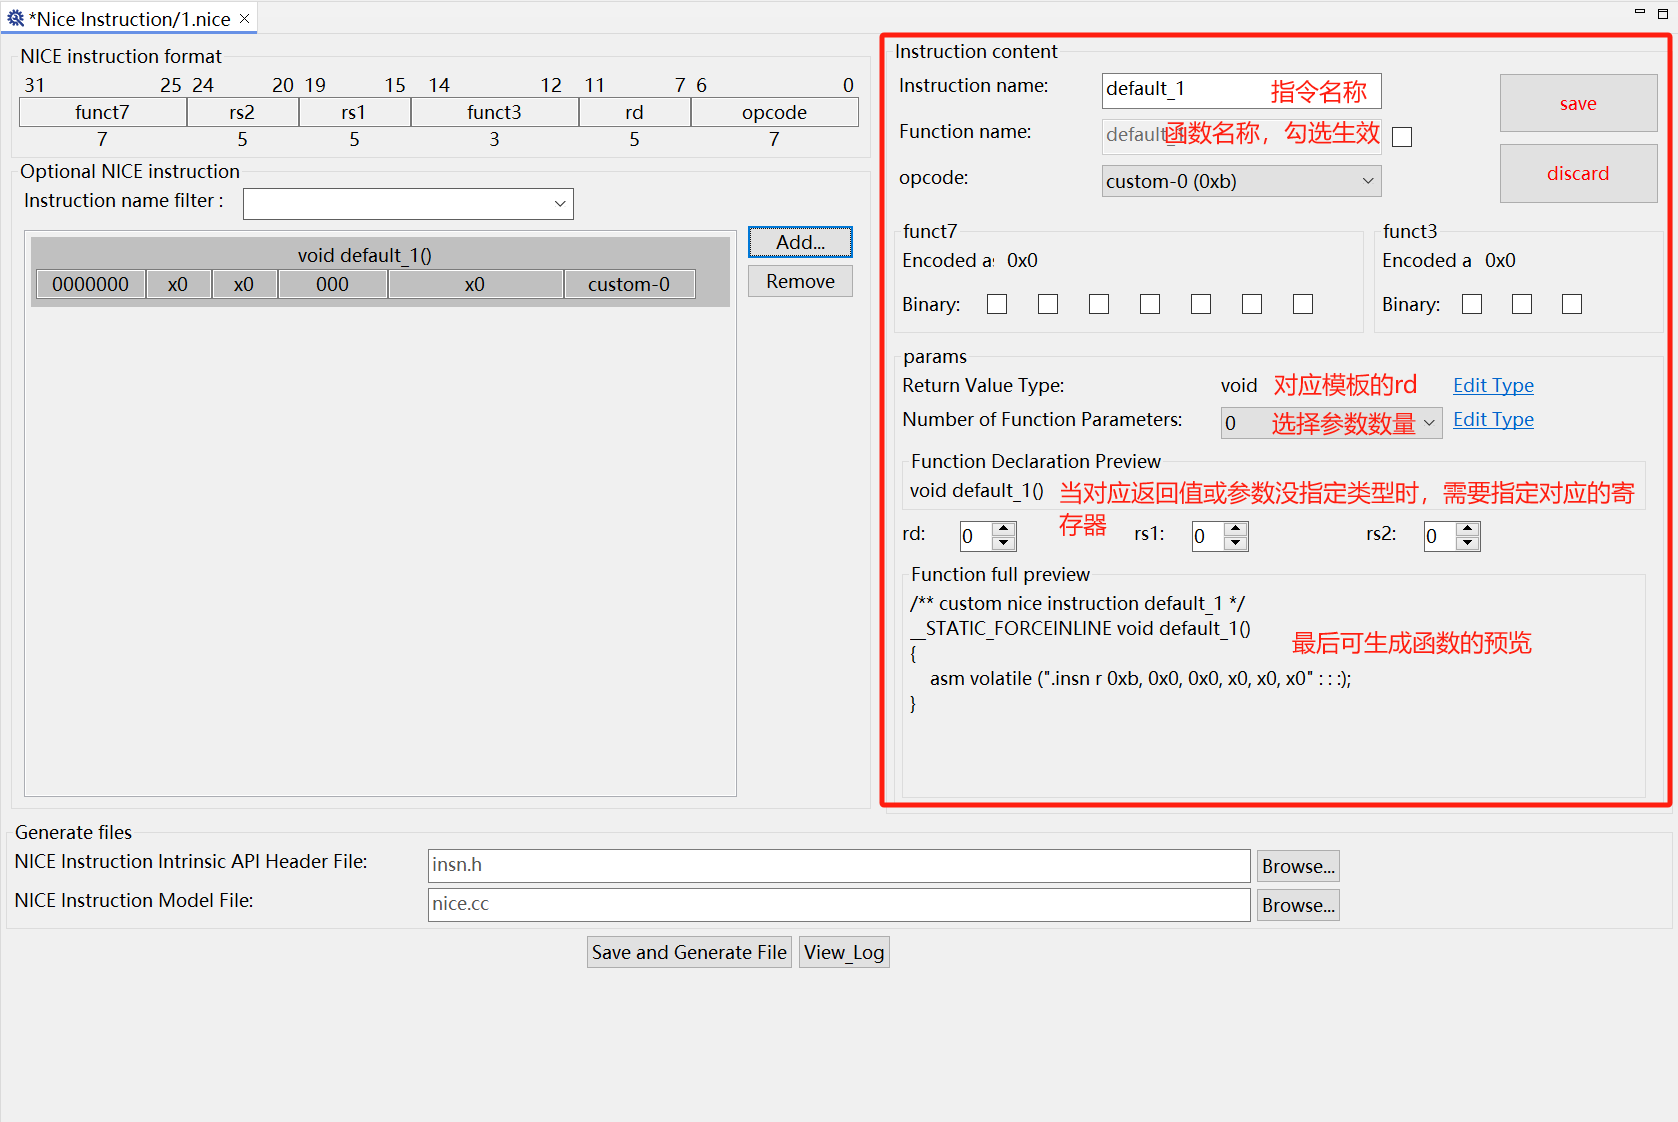 *Nice Instruction/1.nice
NICE instruction format
31 25 24 20 19 15 14 12 11 7 6 0
funct7 rs2 rs1 funct3 rd opcode
7 5 5 3 5 7
Optional NICE instruction
Instruction name filter :
void default_1()
0000000 x0 x0 000 x0 custom-0
Add...
Remove
Instruction content
Instruction name: default_1 指令名称
Function name: default_ 函数名称，勾选生效
opcode: custom-0 (0xb)
save
discard
funct7
Encoded a: 0x0
Binary:
funct3
Encoded a 0x0
Binary:
params
Return Value Type: void 对应模板的rd Edit Type
Number of Function Parameters: 0 选择参数数量 Edit Type
Function Declaration Preview
void default_1() 当对应返回值或参数没指定类型时，需要指定对应的寄
存器
rd: 0 rs1: 0 rs2: 0
Function full preview
/** custom nice instruction default_1 */
__STATIC_FORCEINLINE void default_1()
{
asm volatile (".insn r 0xb, 0x0, 0x0, x0, x0, x0" : : :);
}
最后可生成函数的预览
Generate files
NICE Instruction Intrinsic API Header File: insn.h Browse...
NICE Instruction Model File: nice.cc Browse...
Save and Generate File View_Log